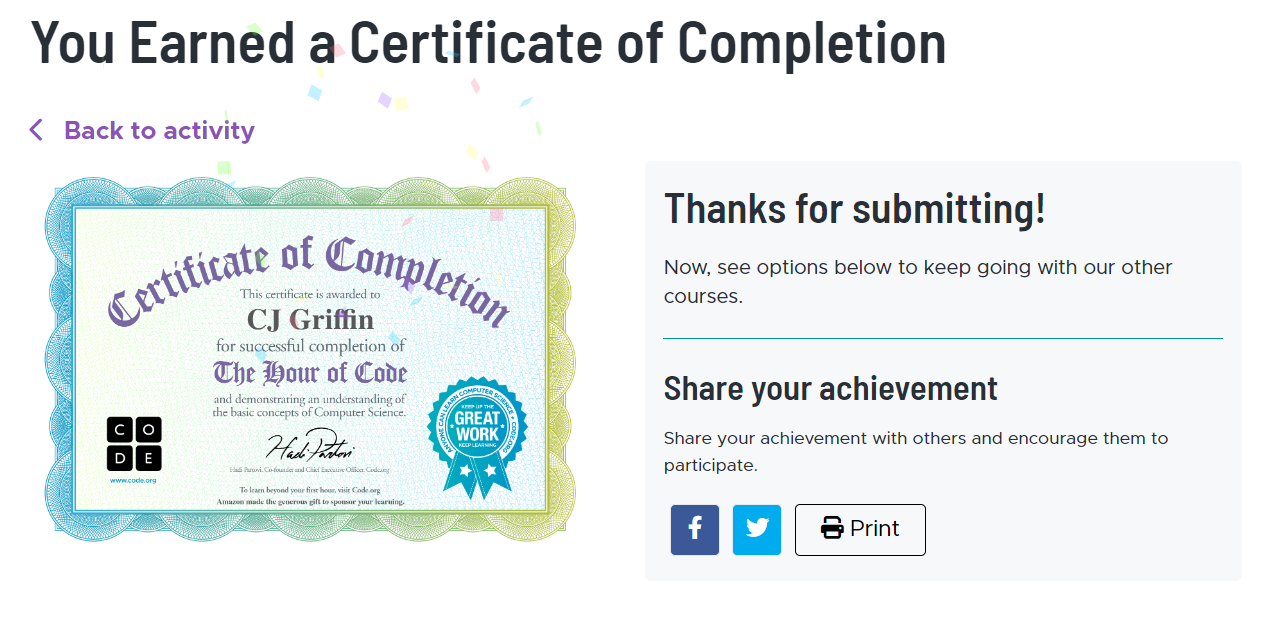 You Earned a Certificate of Completion
Back to activity
Certificate of Completion
This certificate is awarded to
CJ Griffin
for successful completion of
The Hour of Code
and demonstrating an understanding of
the basic concepts of Computer Science.
Hadi Partovi
Hadi Partovi, Co-founder and Chief Executive Officer, Code.org
To learn beyond your first hour, visit Code.org
Amazon made the generous gift to sponsor your learning.
C O
D E
www.code.org
ANYONE CAN LEARN COMPUTER SCIENCE • CODE.ORG •
KEEP UP THE
GREAT
WORK
KEEP LEARNING
Thanks for submitting!
Now, see options below to keep going with our other
courses.
Share your achievement
Share your achievement with others and encourage them to
participate.
f
Print